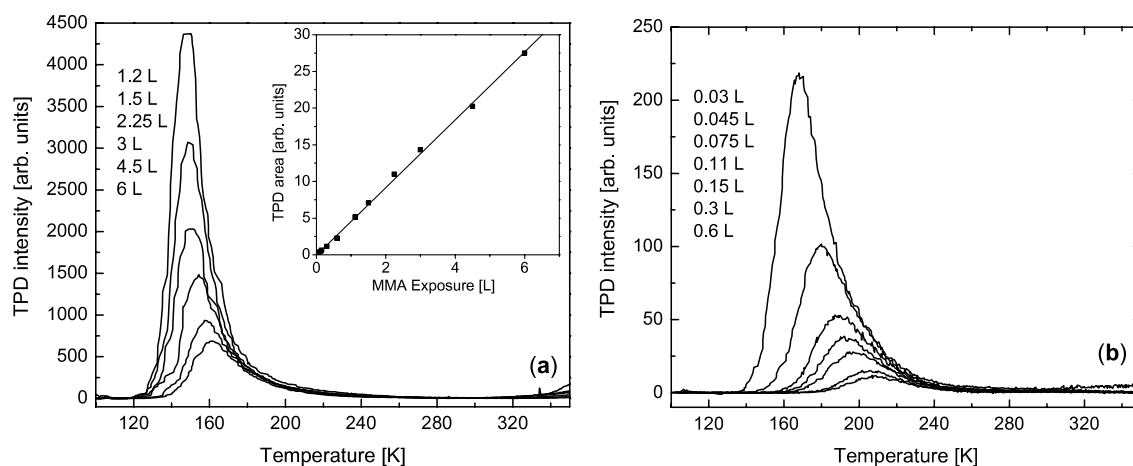 4500
4000
3500
3000
2500
2000
1500
1000
500
0
TPD intensity [arb. units]
1.2 L
1.5 L
2.25 L
3 L
4.5 L
6 L
30
25
20
15
10
5
0
TPD area [arb. units]
0 2 4 6
MMA Exposure [L]
(a)
120 160 200 240 280 320
Temperature [K]
250
200
150
100
50
0
TPD intensity [arb. units]
0.03 L
0.045 L
0.075 L
0.11 L
0.15 L
0.3 L
0.6 L
(b)
120 160 200 240 280 320
Temperature [K]